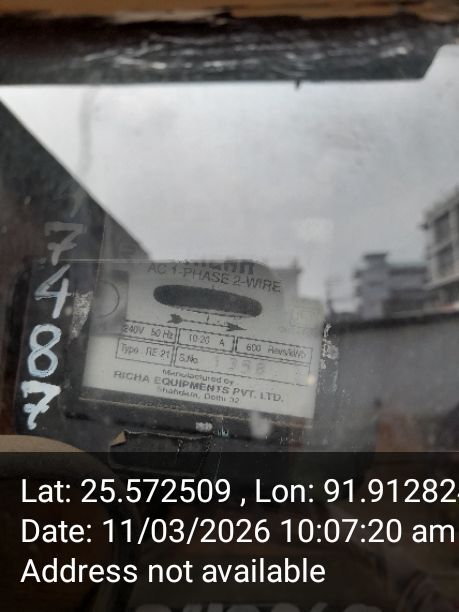 7
4
8
7
AC 1-PHASE 2-WIRE
240V 50 Hz 10-20 A 600 Revs/kWh
Type : RE 21 S.No.
Manufactured by
RICHA EQUIPMENTS PVT. LTD.
Shahdara, Delhi 32
Lat: 25.572509 , Lon: 91.91282
Date: 11/03/2026 10:07:20 am
Address not available